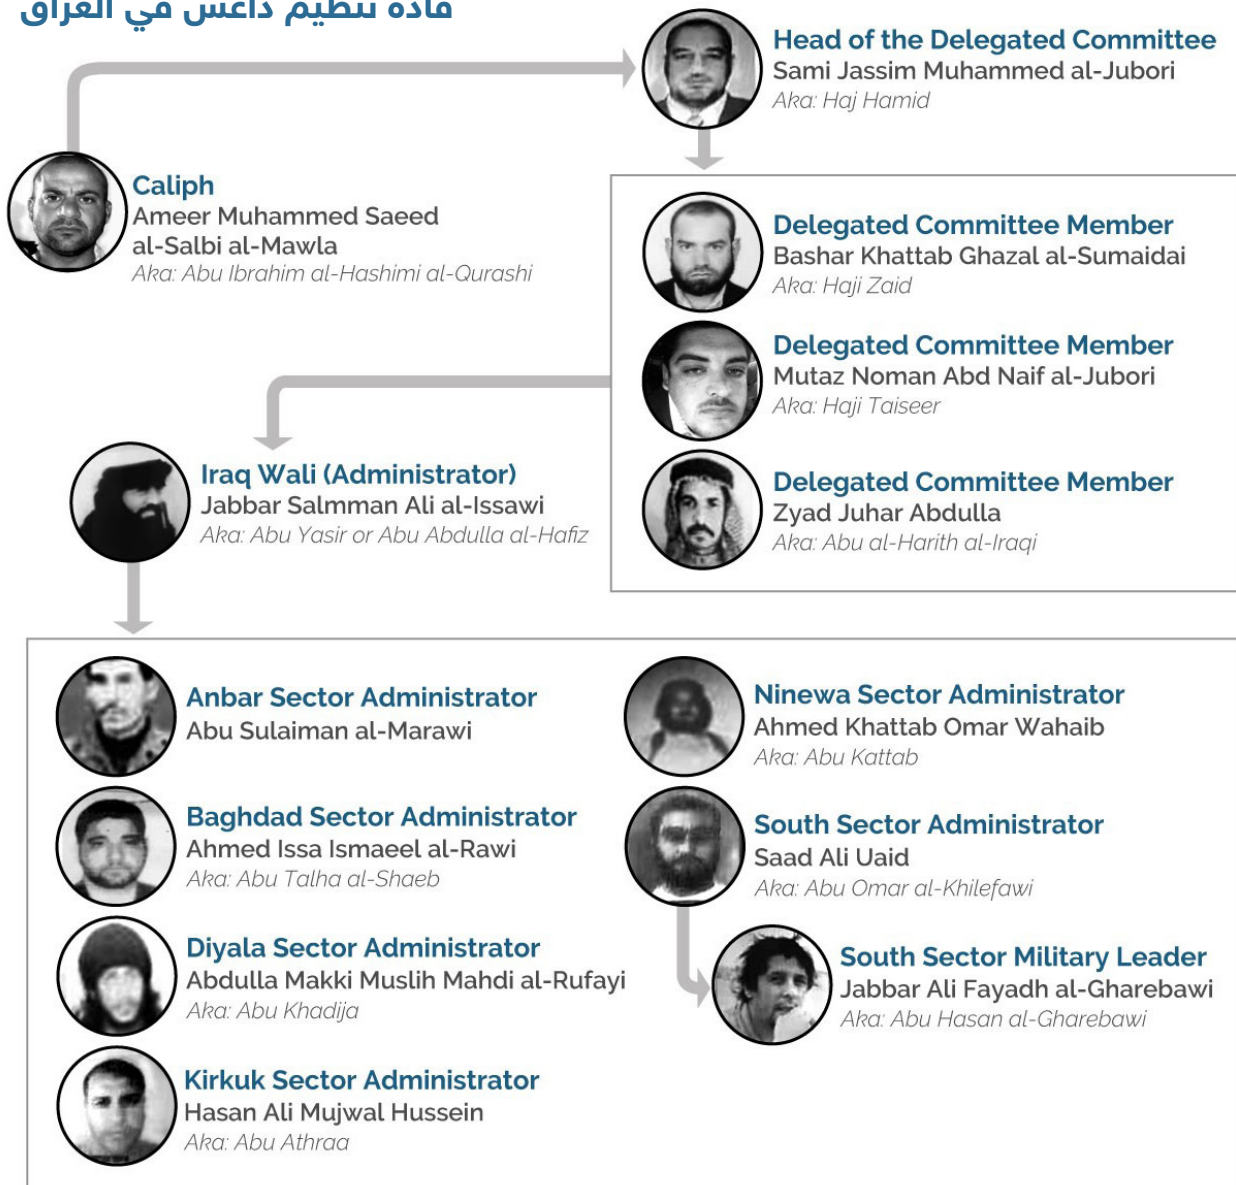 قادة تنظيم داعش في العراق
Head of the Delegated Committee
Sami Jassim Muhammed al-Jubori
Aka: Haj Hamid
Caliph
Ameer Muhammed Saeed
al-Salbi al-Mawla
Aka: Abu Ibrahim al-Hashimi al-Qurashi
Delegated Committee Member
Bashar Khattab Ghazal al-Sumaidai
Aka: Haji Zaid
Delegated Committee Member
Mutaz Noman Abd Naif al-Jubori
Aka: Haji Taiseer
Delegated Committee Member
Zyad Juhar Abdulla
Aka: Abu al-Harith al-Iraqi
Iraq Wali (Administrator)
Jabbar Salmman Ali al-Issawi
Aka: Abu Yasir or Abu Abdulla al-Hafiz
Anbar Sector Administrator
Abu Sulaiman al-Marawi
Baghdad Sector Administrator
Ahmed Issa Ismaeel al-Rawi
Aka: Abu Talha al-Shaeb
Diyala Sector Administrator
Abdulla Makki Muslih Mahdi al-Rufayi
Aka: Abu Khadija
Kirkuk Sector Administrator
Hasan Ali Mujwal Hussein
Aka: Abu Athraa
Ninewa Sector Administrator
Ahmed Khattab Omar Wahaib
Aka: Abu Kattab
South Sector Administrator
Saad Ali Uaid
Aka: Abu Omar al-Khilefawi
South Sector Military Leader
Jabbar Ali Fayadh al-Gharebawi
Aka: Abu Hasan al-Gharebawi